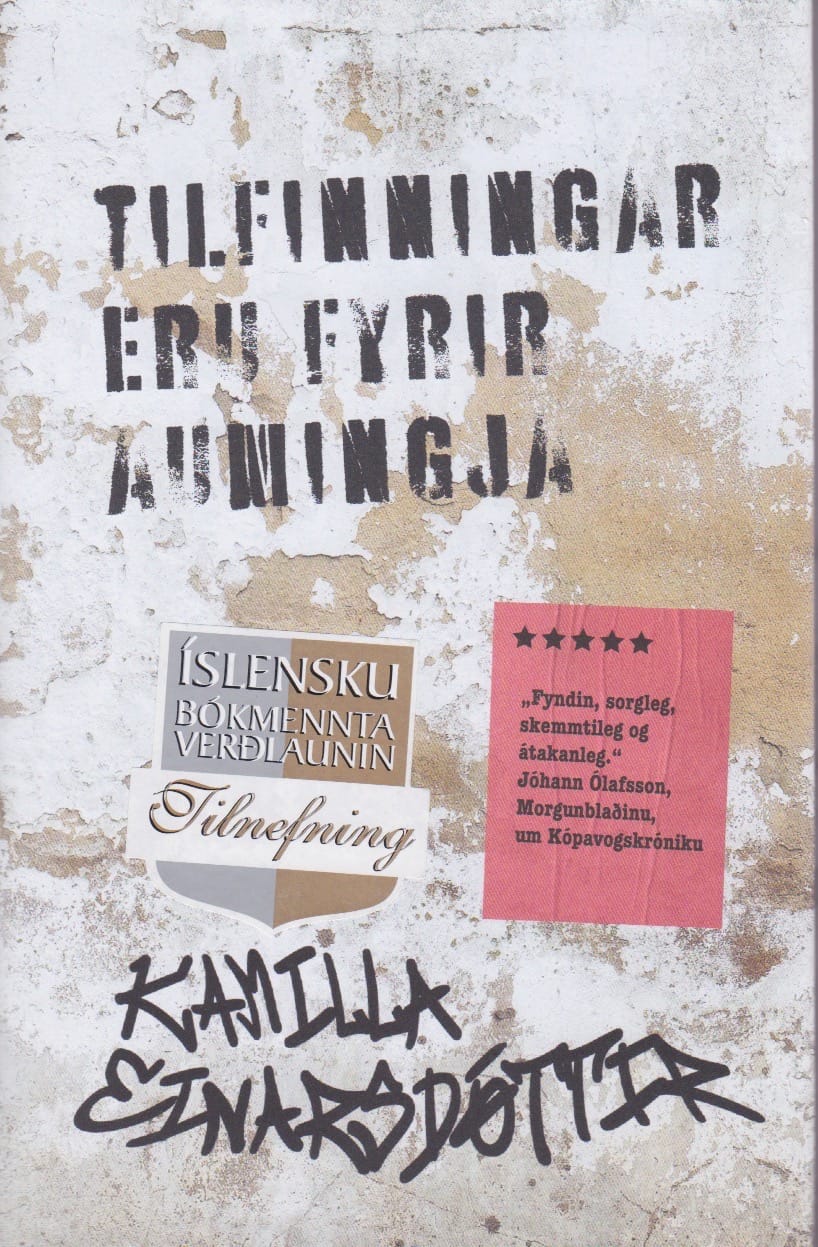 TILFINNINGAR
ERU FYRIR
AUMINGJA
ÍSLENSKU
BÓKMENNTA
VERÐLAUNIN
Tilnefning
★★★★★
„Fyndin, sorgleg,
skemmtileg og
átakanleg.“
Jóhann Ólafsson,
Morgunblaðinu,
um Kópavogskróniku
KAMILLA
EINARSDÓTTIR